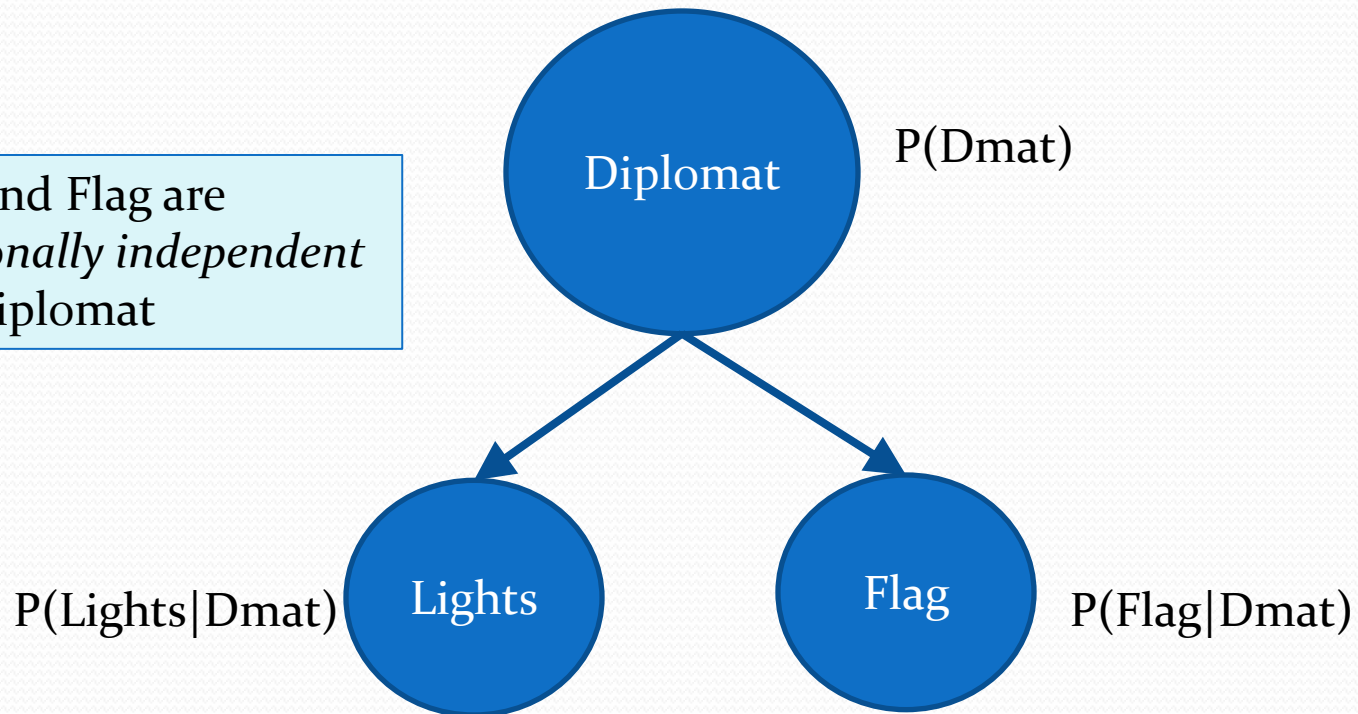 Diplomat
P(Dmat)
nd Flag are
onally independent
iplomat
Lights
Flag
P(Lights|Dmat)
P(Flag|Dmat)